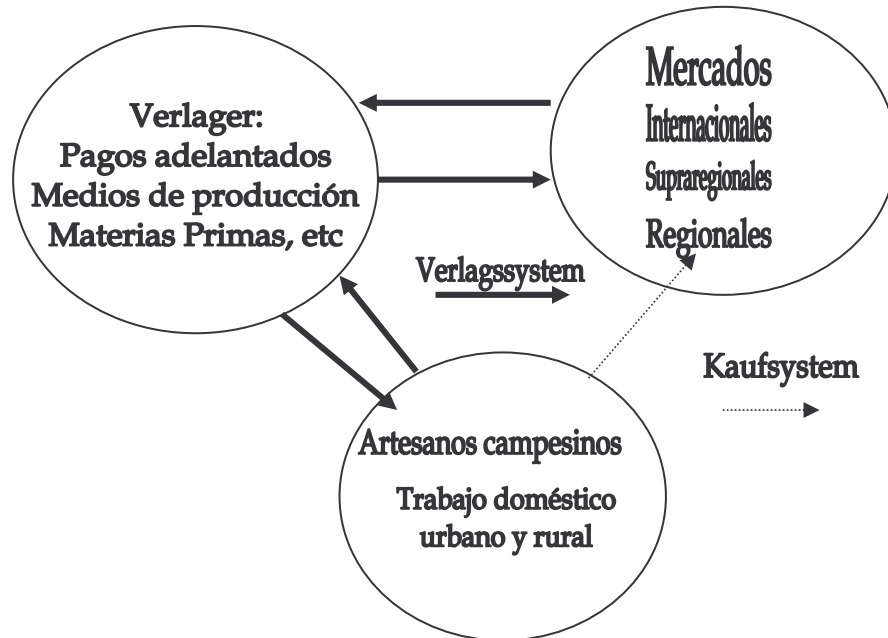 Verlager:
Pagos adelantados
Medios de producción
Materias Primas, etc
Mercados
Internacionales
Supraregionales
Regionales
Verlagssystem
Kaufsystem
Artesanos campesinos
Trabajo doméstico
urbano y rural